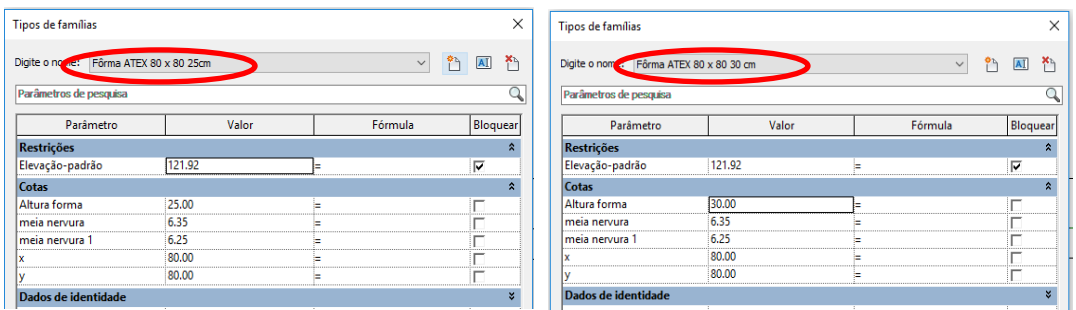 Tipos de famílias
Digite o nome: Fôrma ATEX 80 x 80 25cm
Parâmetros de pesquisa
Parâmetro Valor Fórmula Bloquear
Restrições
Elevação-padrão 121.92 =
Cotas
Altura forma 25.00 =
meia nervura 6.35 =
meia nervura 1 6.25 =
x 80.00 =
y 80.00 =
Dados de identidade
Tipos de famílias
Digite o nome: Fôrma ATEX 80 x 80 30 cm
Parâmetros de pesquisa
Parâmetro Valor Fórmula Bloquear
Restrições
Elevação-padrão 121.92 =
Cotas
Altura forma 30.00 =
meia nervura 6.35 =
meia nervura 1 6.25 =
x 80.00 =
y 80.00 =
Dados de identidade